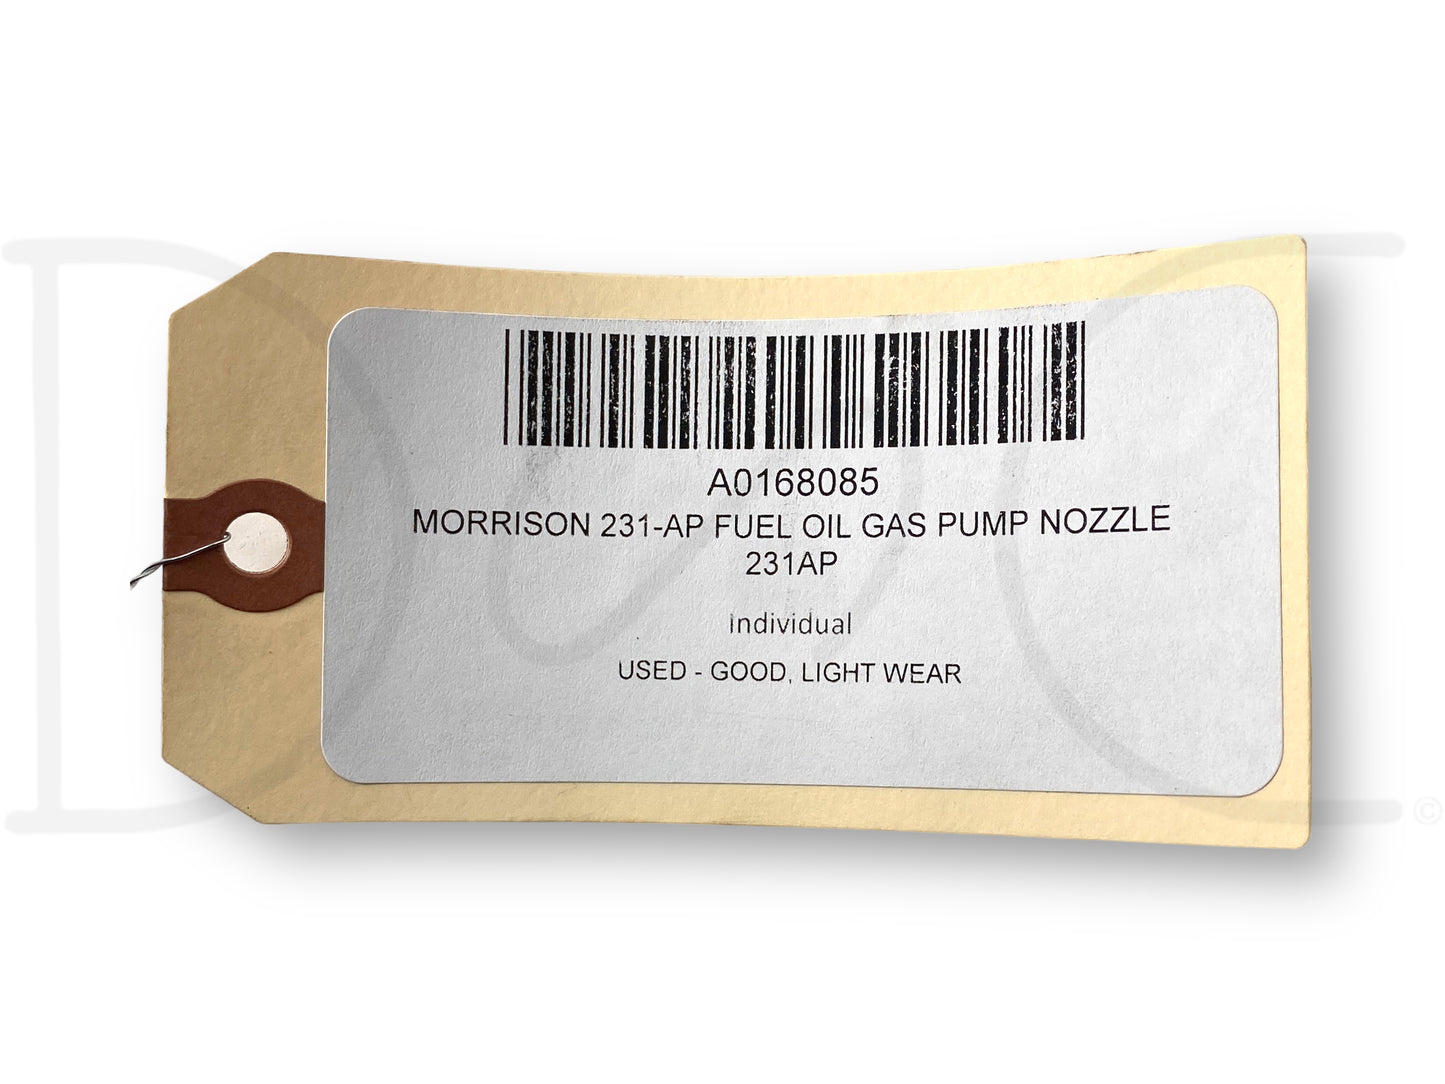 A0168085
MORRISON 231-AP FUEL OIL GAS PUMP NOZZLE
231AP
Individual
USED - GOOD, LIGHT WEAR
©